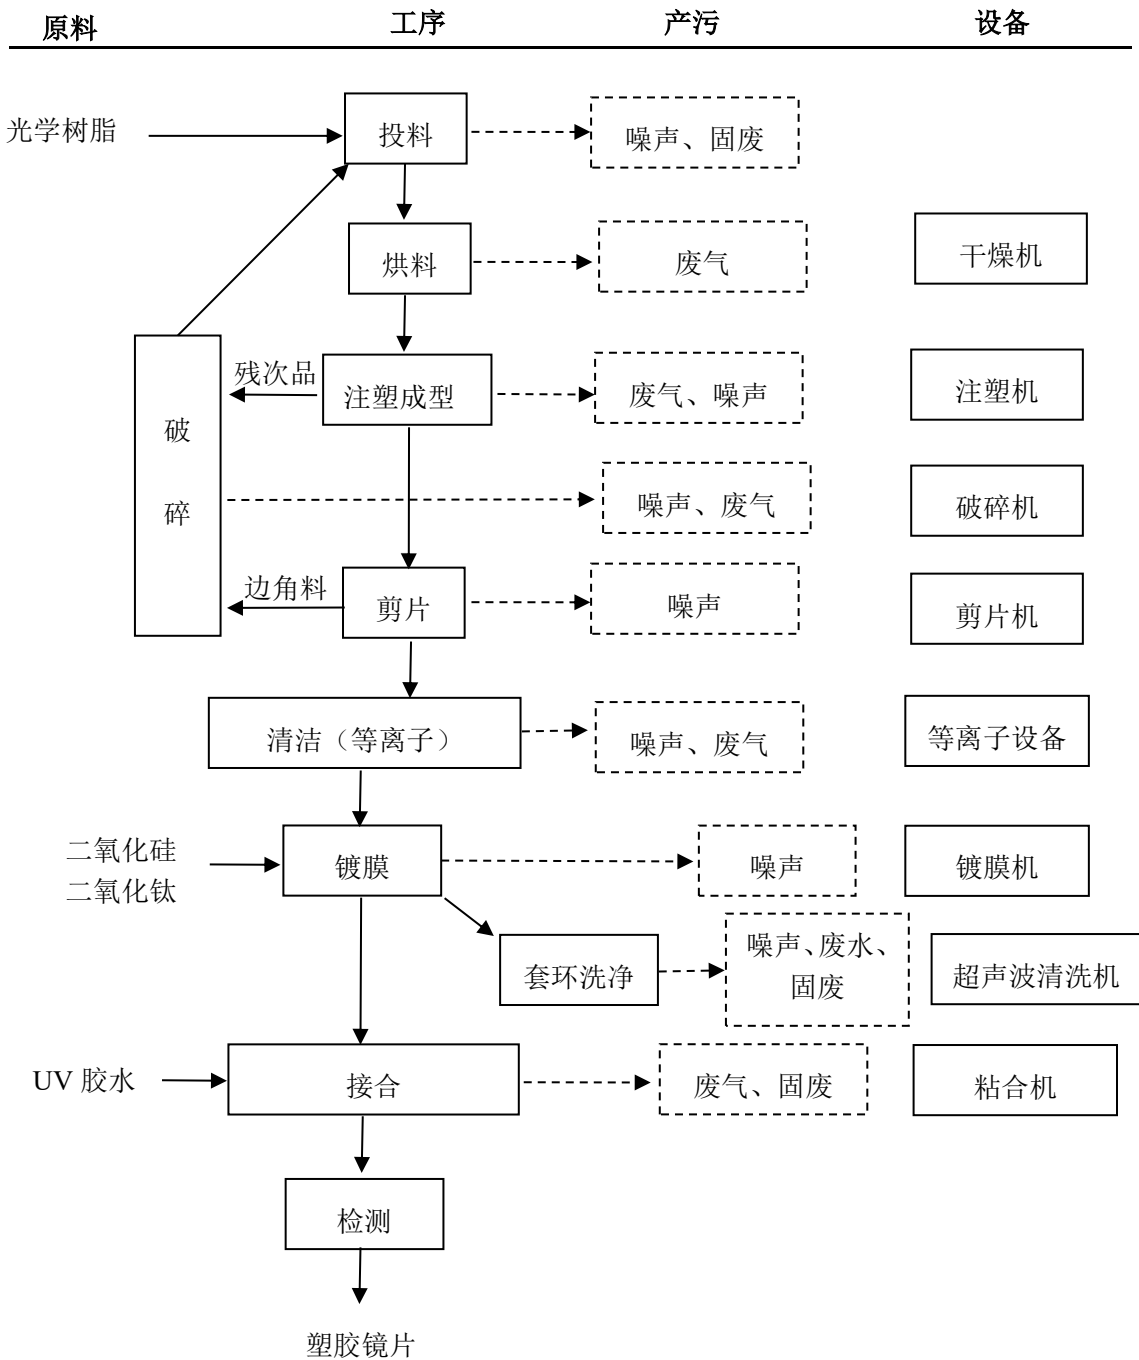 原料 工序 产污 设备
光学树脂 投料 噪声、固废
烘料 废气 干燥机
残次品 注塑成型 废气、噪声 注塑机
破
碎
噪声、废气 破碎机
边角料 剪片 噪声 剪片机
清洁（等离子） 噪声、废气 等离子设备
二氧化硅
二氧化钛
镀膜 噪声 镀膜机
套环洗净
噪声、废水、
固废
超声波清洗机
UV 胶水 接合 废气、固废 粘合机
检测
塑胶镜片